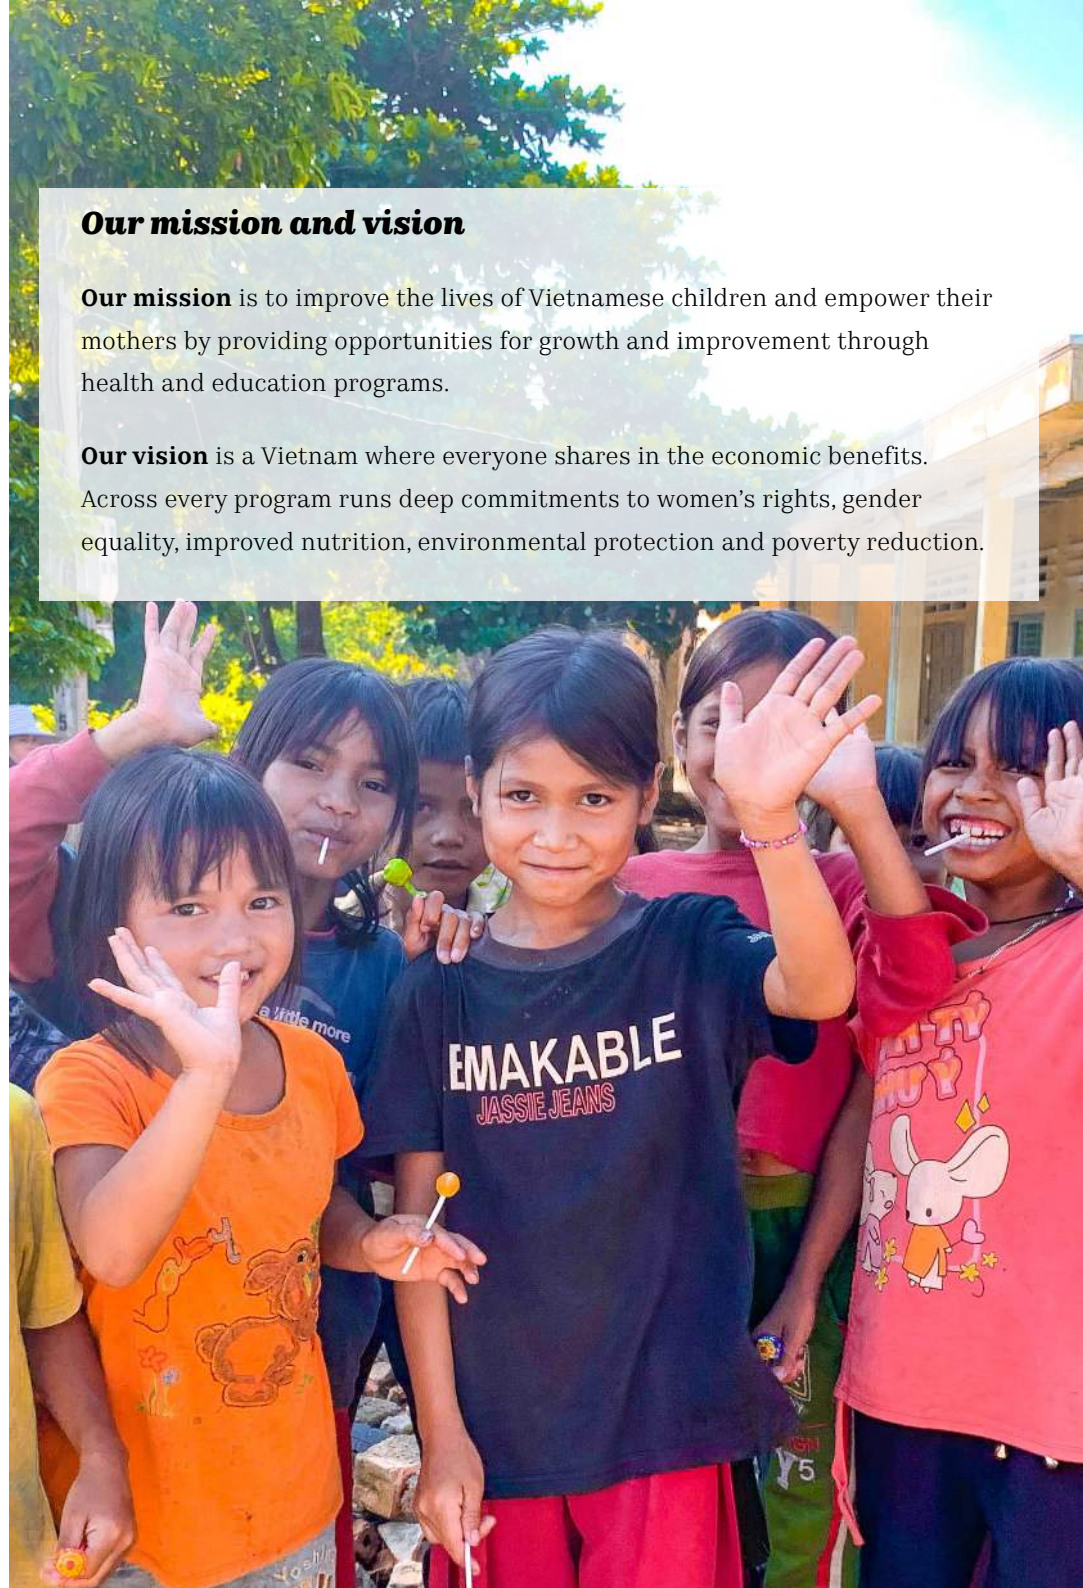 Our mission and vision
Our mission is to improve the lives of Vietnamese children and empower their
mothers by providing opportunities for growth and improvement through
health and education programs.
Our vision is a Vietnam where everyone shares in the economic benefits.
Across every program runs deep commitments to women’s rights, gender
equality, improved nutrition, environmental protection and poverty reduction.
5
a little more
EMAKABLE
JASSIE JEANS
Y5